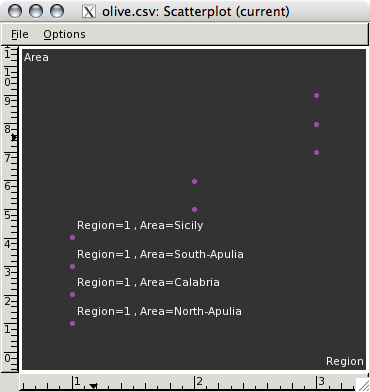 olive.csv: Scatterplot (current)
File Options
Area
Region=1 , Area=Sicily
Region=1 , Area=South-Apulia
Region=1 , Area=Calabria
Region=1 , Area=North-Apulia
Region
9
8
7
6
5
4
3
2
1
0
1 2 3